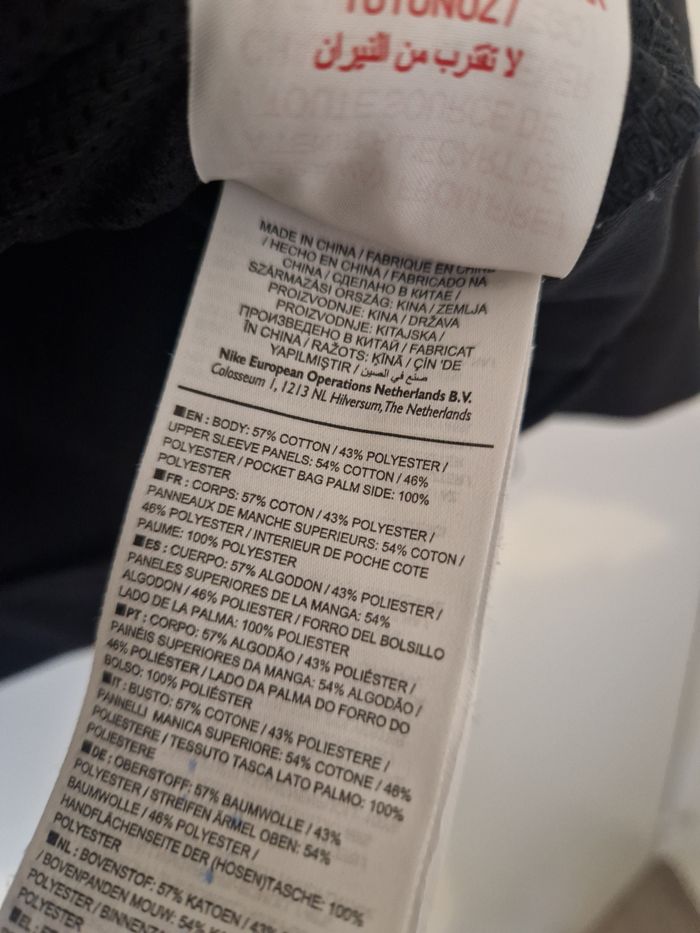 لا تقترب من النيران
MADE IN CHINA / FABRIQUE EN CHINE
/ HECHO EN CHINA / FABRICADO NA
CHINA / СДЕЛАНО В КИТАЕ /
SZÁRMAZÁSI ORSZÁG: KINA / ZEMLJA
PROIZVODNJE: KINA / DRŽAVA
PROIZVODNJE: KITAJSKA /
ПРОИЗВЕДЕНО В КИТАЙ / FABRICAT
ÎN CHINA / RAŽOTS: ĶĪNĀ / ÇİN 'DE
YAPILMIŞTIR / صنع في الصين
Nike European Operations Netherlands B.V.
Colosseum 1, 1213 NL Hilversum, The Netherlands
EN : BODY: 57% COTTON / 43% POLYESTER /
UPPER SLEEVE PANELS: 54% COTTON / 46%
POLYESTER / POCKET BAG PALM SIDE: 100%
POLYESTER
FR : CORPS: 57% COTON / 43% POLYESTER /
PANNEAUX DE MANCHE SUPERIEURS: 54% COTON /
46% POLYESTER / INTERIEUR DE POCHE COTE
PAUME: 100% POLYESTER
ES : CUERPO: 57% ALGODON / 43% POLIESTER /
PANELES SUPERIORES DE LA MANGA: 54%
ALGODON / 46% POLIESTER / FORRO DEL BOLSILLO
LADO DE LA PALMA: 100% POLIESTER
PT : CORPO: 57% ALGODÃO / 43% POLIÉSTER /
PAINÉIS SUPERIORES DA MANGA: 54% ALGODÃO /
46% POLIÉSTER / LADO DA PALMA DO FORRO DO
BOLSO: 100% POLIÉSTER
IT : BUSTO: 57% COTONE / 43% POLIESTERE /
PANNELLI MANICA SUPERIORE: 54% COTONE / 46%
POLIESTERE / TESSUTO TASCA LATO PALMO: 100%
POLIESTERE
DE : OBERSTOFF: 57% BAUMWOLLE / 43%
POLYESTER / STREIFEN ÄRMEL OBEN: 54%
BAUMWOLLE / 46% POLYESTER /
HANDFLÄCHENSEITE DER (HOSEN)TASCHE: 100%
POLYESTER
NL : BOVENSTOF: 57% KATOEN / 43%
/ BOVENPANDEN MOUW: 54% K
POLYESTER / BINNENZ
POLYESTER
EL :